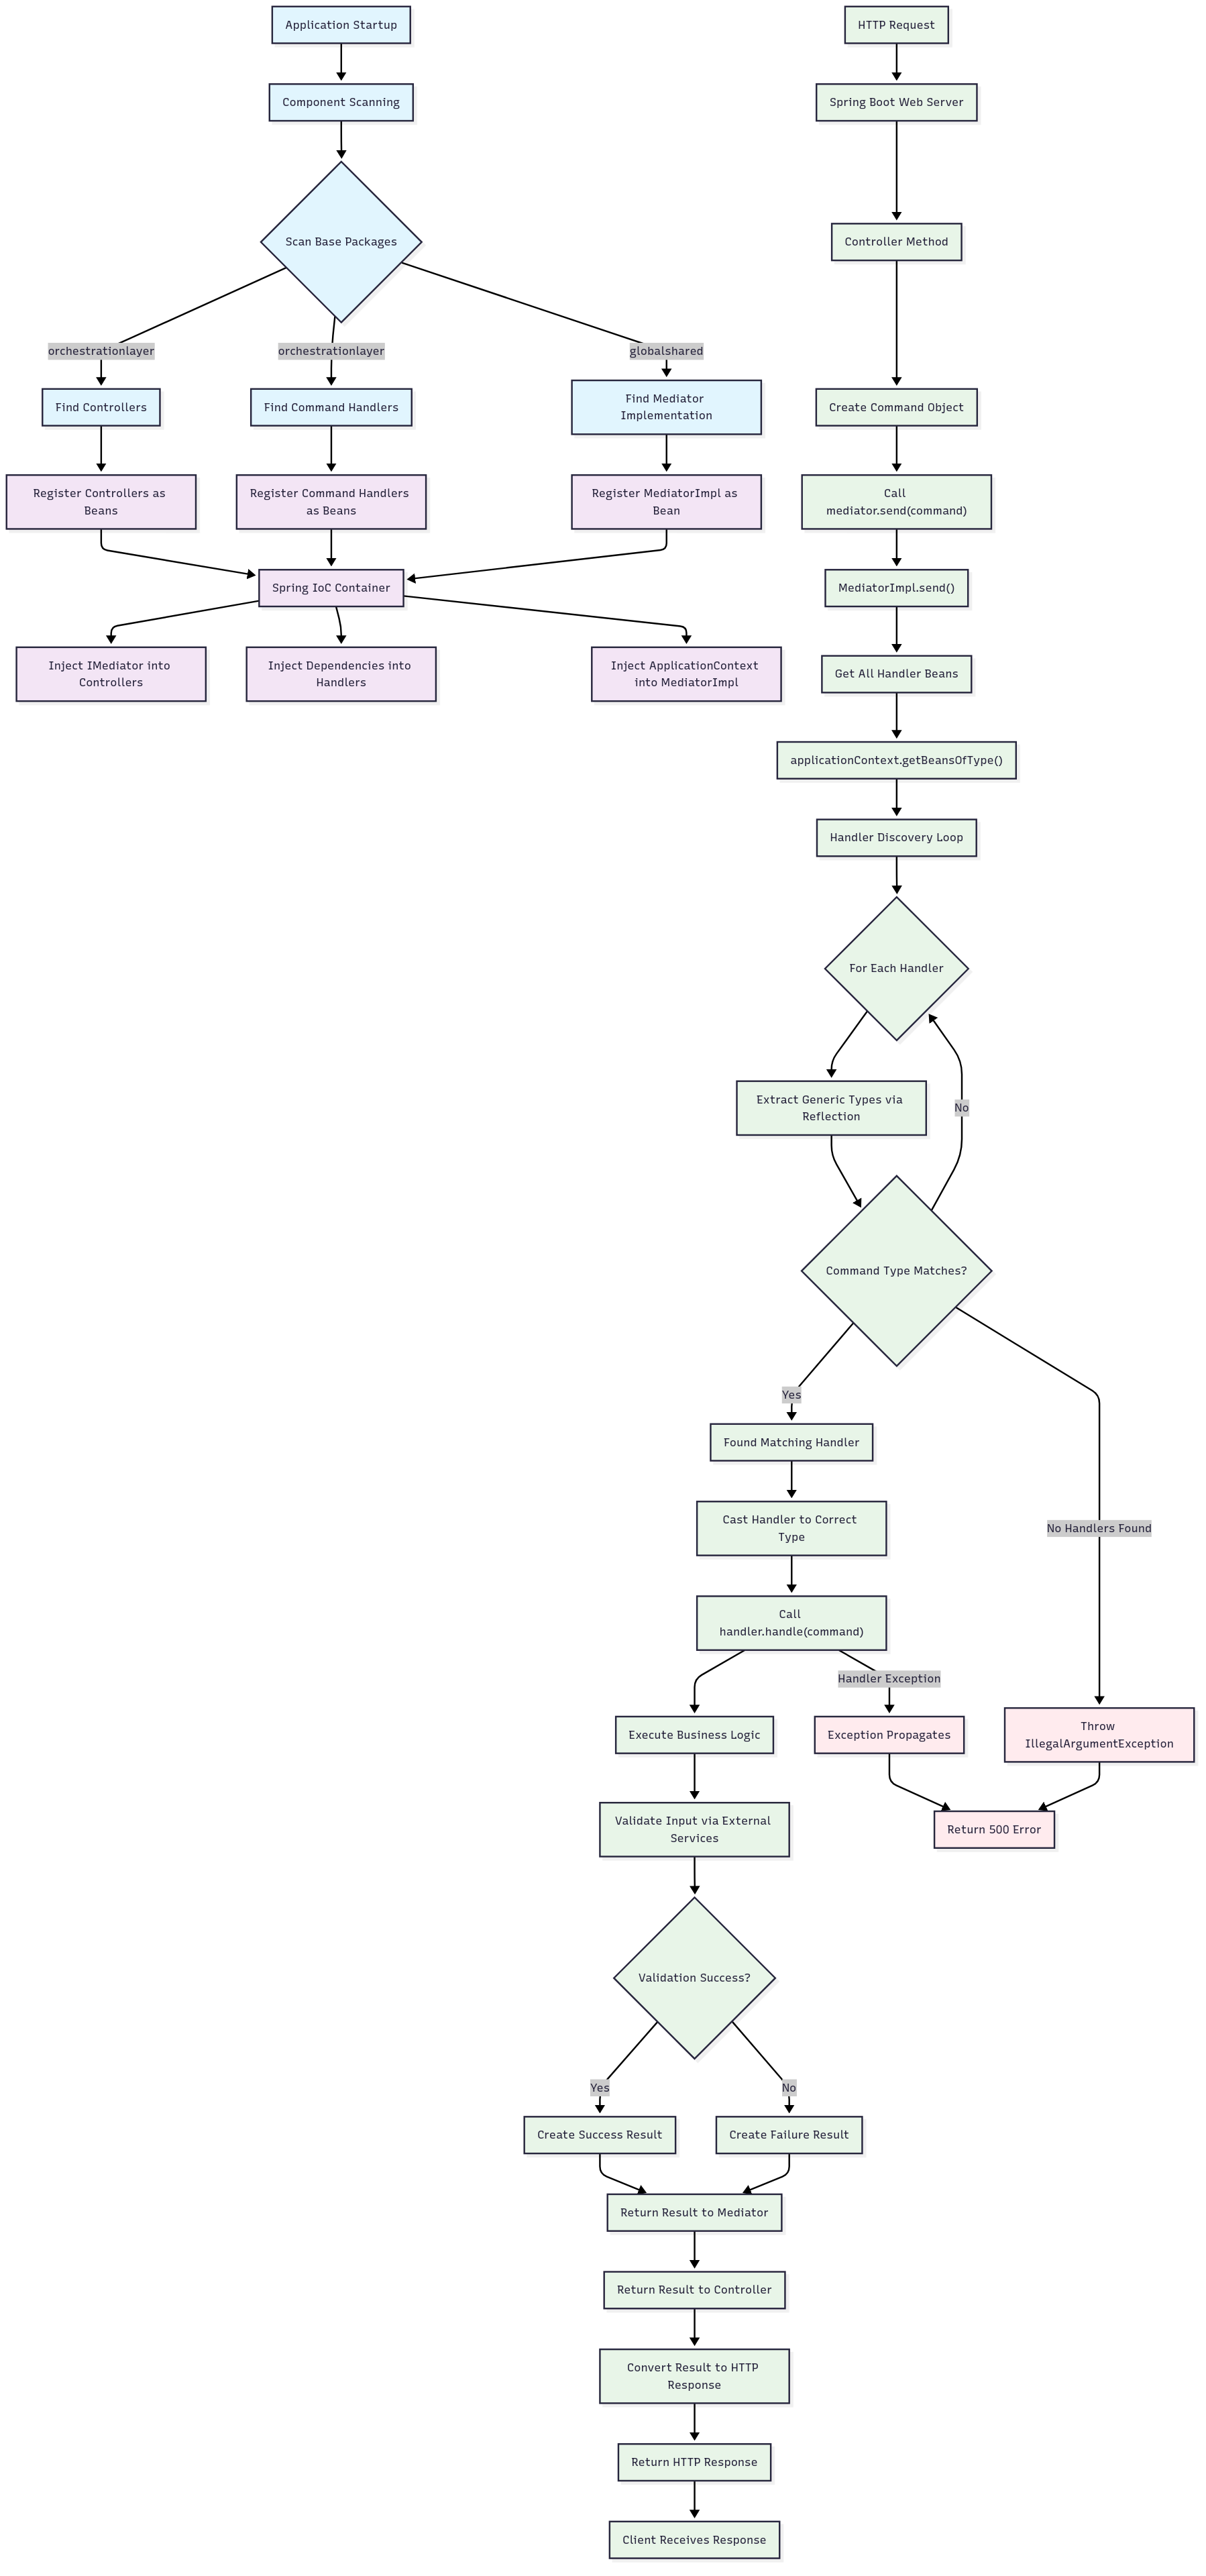 Application Startup
Component Scanning
Scan Base Packages
orchestrationlayer
orchestrationlayer
globalshared
Find Controllers
Find Command Handlers
Find Mediator
Implementation
Register Controllers as
Beans
Register Command Handlers
as Beans
Register MediatorImpl as
Bean
Spring IoC Container
Inject IMediator into
Controllers
Inject Dependencies into
Handlers
Inject ApplicationContext
into MediatorImpl
HTTP Request
Spring Boot Web Server
Controller Method
Create Command Object
Call
mediator.send(command)
MediatorImpl.send()
Get All Handler Beans
applicationContext.getBeansOfType()
Handler Discovery Loop
For Each Handler
Extract Generic Types via
Reflection
No
Command Type Matches?
Yes
Found Matching Handler
Cast Handler to Correct
Type
No Handlers Found
Call
handler.handle(command)
Handler Exception
Execute Business Logic
Exception Propagates
Throw
IllegalArgumentException
Validate Input via External
Services
Return 500 Error
Validation Success?
Yes
No
Create Success Result
Create Failure Result
Return Result to Mediator
Return Result to Controller
Convert Result to HTTP
Response
Return HTTP Response
Client Receives Response